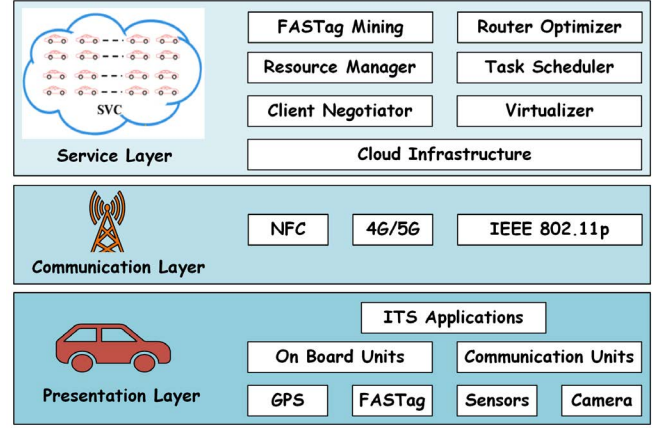 FASTag Mining
Router Optimizer
Resource Manager
Task Scheduler
SVC
Client Negotiator
Virtualizer
Service Layer
Cloud Infrastructure
NFC
4G/5G
IEEE 802.11p
Communication Layer
ITS Applications
On Board Units
Communication Units
Presentation Layer
GPS
FASTag
Sensors
Camera